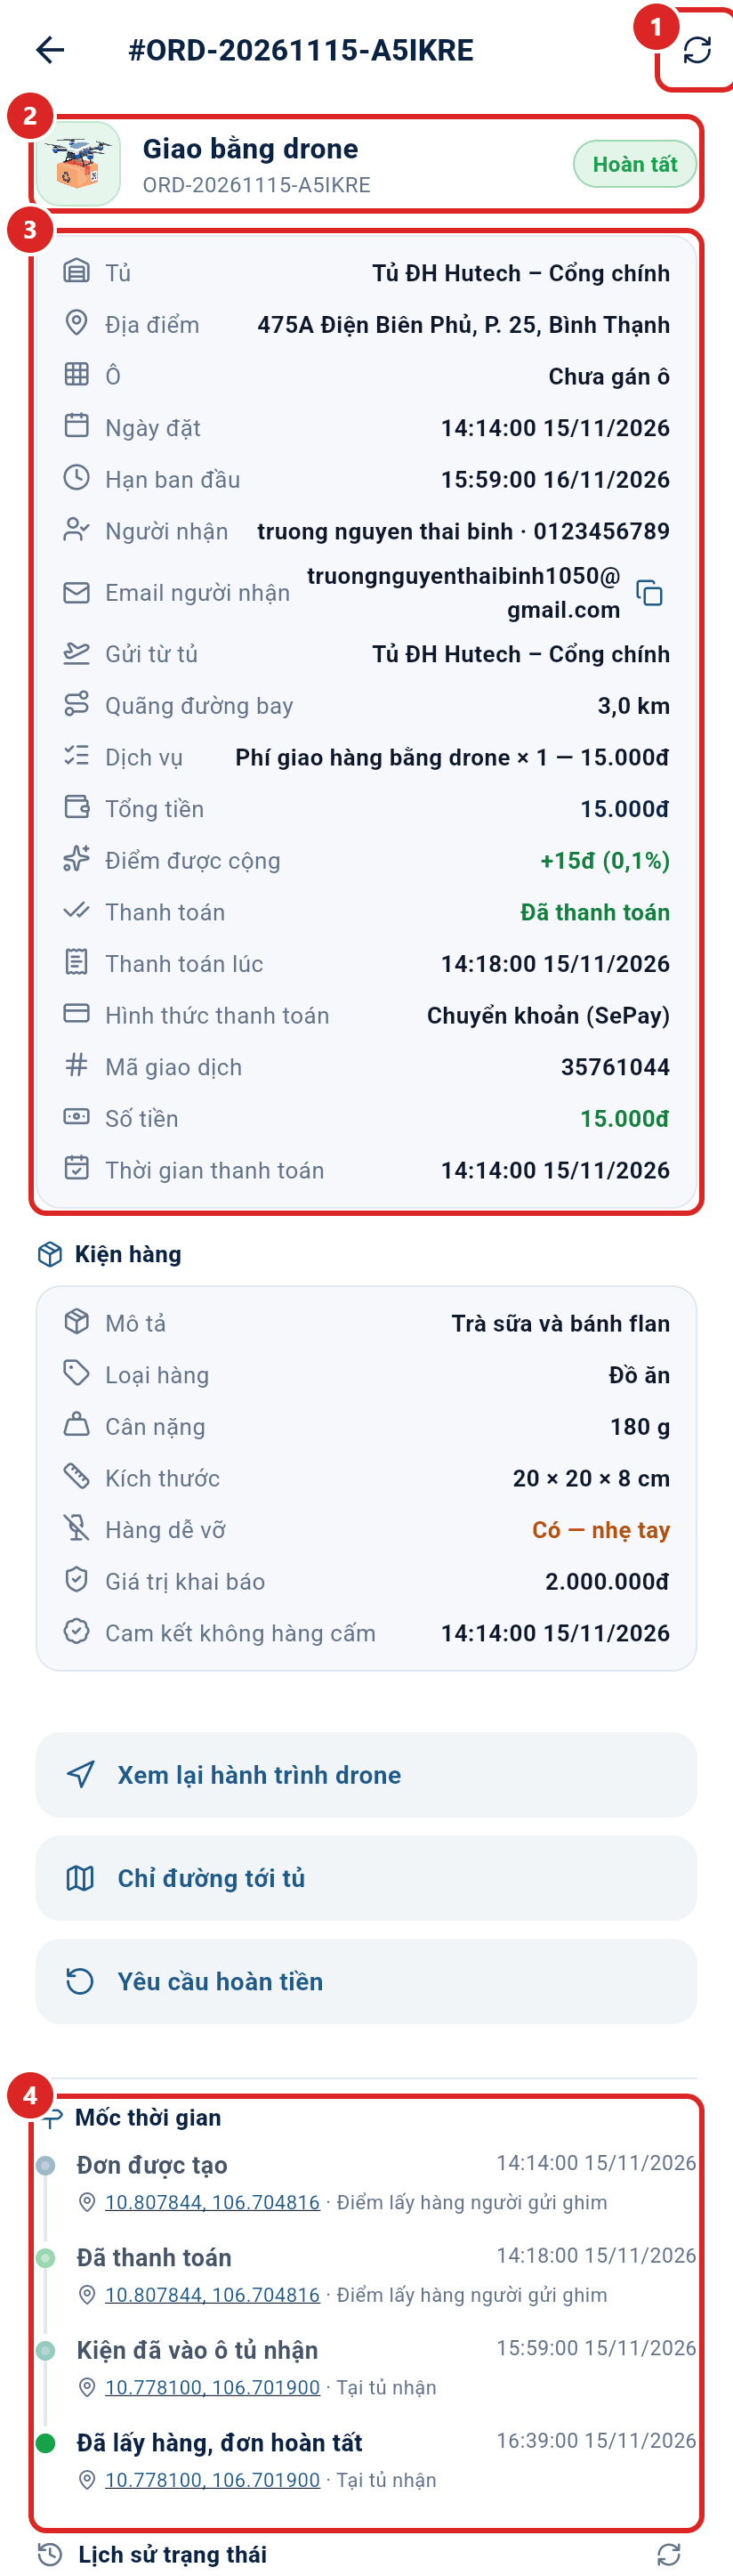 1
#ORD-20261115-A5IKRE
2
Giao bằng drone
ORD-20261115-A5IKRE
Hoàn tất
3
Tủ Tủ ĐH Hutech – Cổng chính
Địa điểm 475A Điện Biên Phủ, P. 25, Bình Thạnh
Ô Chưa gán ô
Ngày đặt 14:14:00 15/11/2026
Hạn ban đầu 15:59:00 16/11/2026
Người nhận truong nguyen thai binh · 0123456789
Email người nhận truongnguyenthaibinh1050@
gmail.com
Gửi từ tủ Tủ ĐH Hutech – Cổng chính
Quãng đường bay 3,0 km
Dịch vụ Phí giao hàng bằng drone × 1 — 15.000đ
Tổng tiền 15.000đ
Điểm được cộng +15đ (0,1%)
Thanh toán Đã thanh toán
Thanh toán lúc 14:18:00 15/11/2026
Hình thức thanh toán Chuyển khoản (SePay)
Mã giao dịch 35761044
Số tiền 15.000đ
Thời gian thanh toán 14:14:00 15/11/2026
Kiện hàng
Mô tả Trà sữa và bánh flan
Loại hàng Đồ ăn
Cân nặng 180 g
Kích thước 20 × 20 × 8 cm
Hàng dễ vỡ Có — nhẹ tay
Giá trị khai báo 2.000.000đ
Cam kết không hàng cấm 14:14:00 15/11/2026
Xem lại hành trình drone
Chỉ đường tới tủ
Yêu cầu hoàn tiền
4
Mốc thời gian
Đơn được tạo 14:14:00 15/11/2026
10.807844, 106.704816 · Điểm lấy hàng người gửi ghim
Đã thanh toán 14:18:00 15/11/2026
10.807844, 106.704816 · Điểm lấy hàng người gửi ghim
Kiện đã vào ô tủ nhận 15:59:00 15/11/2026
10.778100, 106.701900 · Tại tủ nhận
Đã lấy hàng, đơn hoàn tất 16:39:00 15/11/2026
10.778100, 106.701900 · Tại tủ nhận
Lịch sử trạng thái